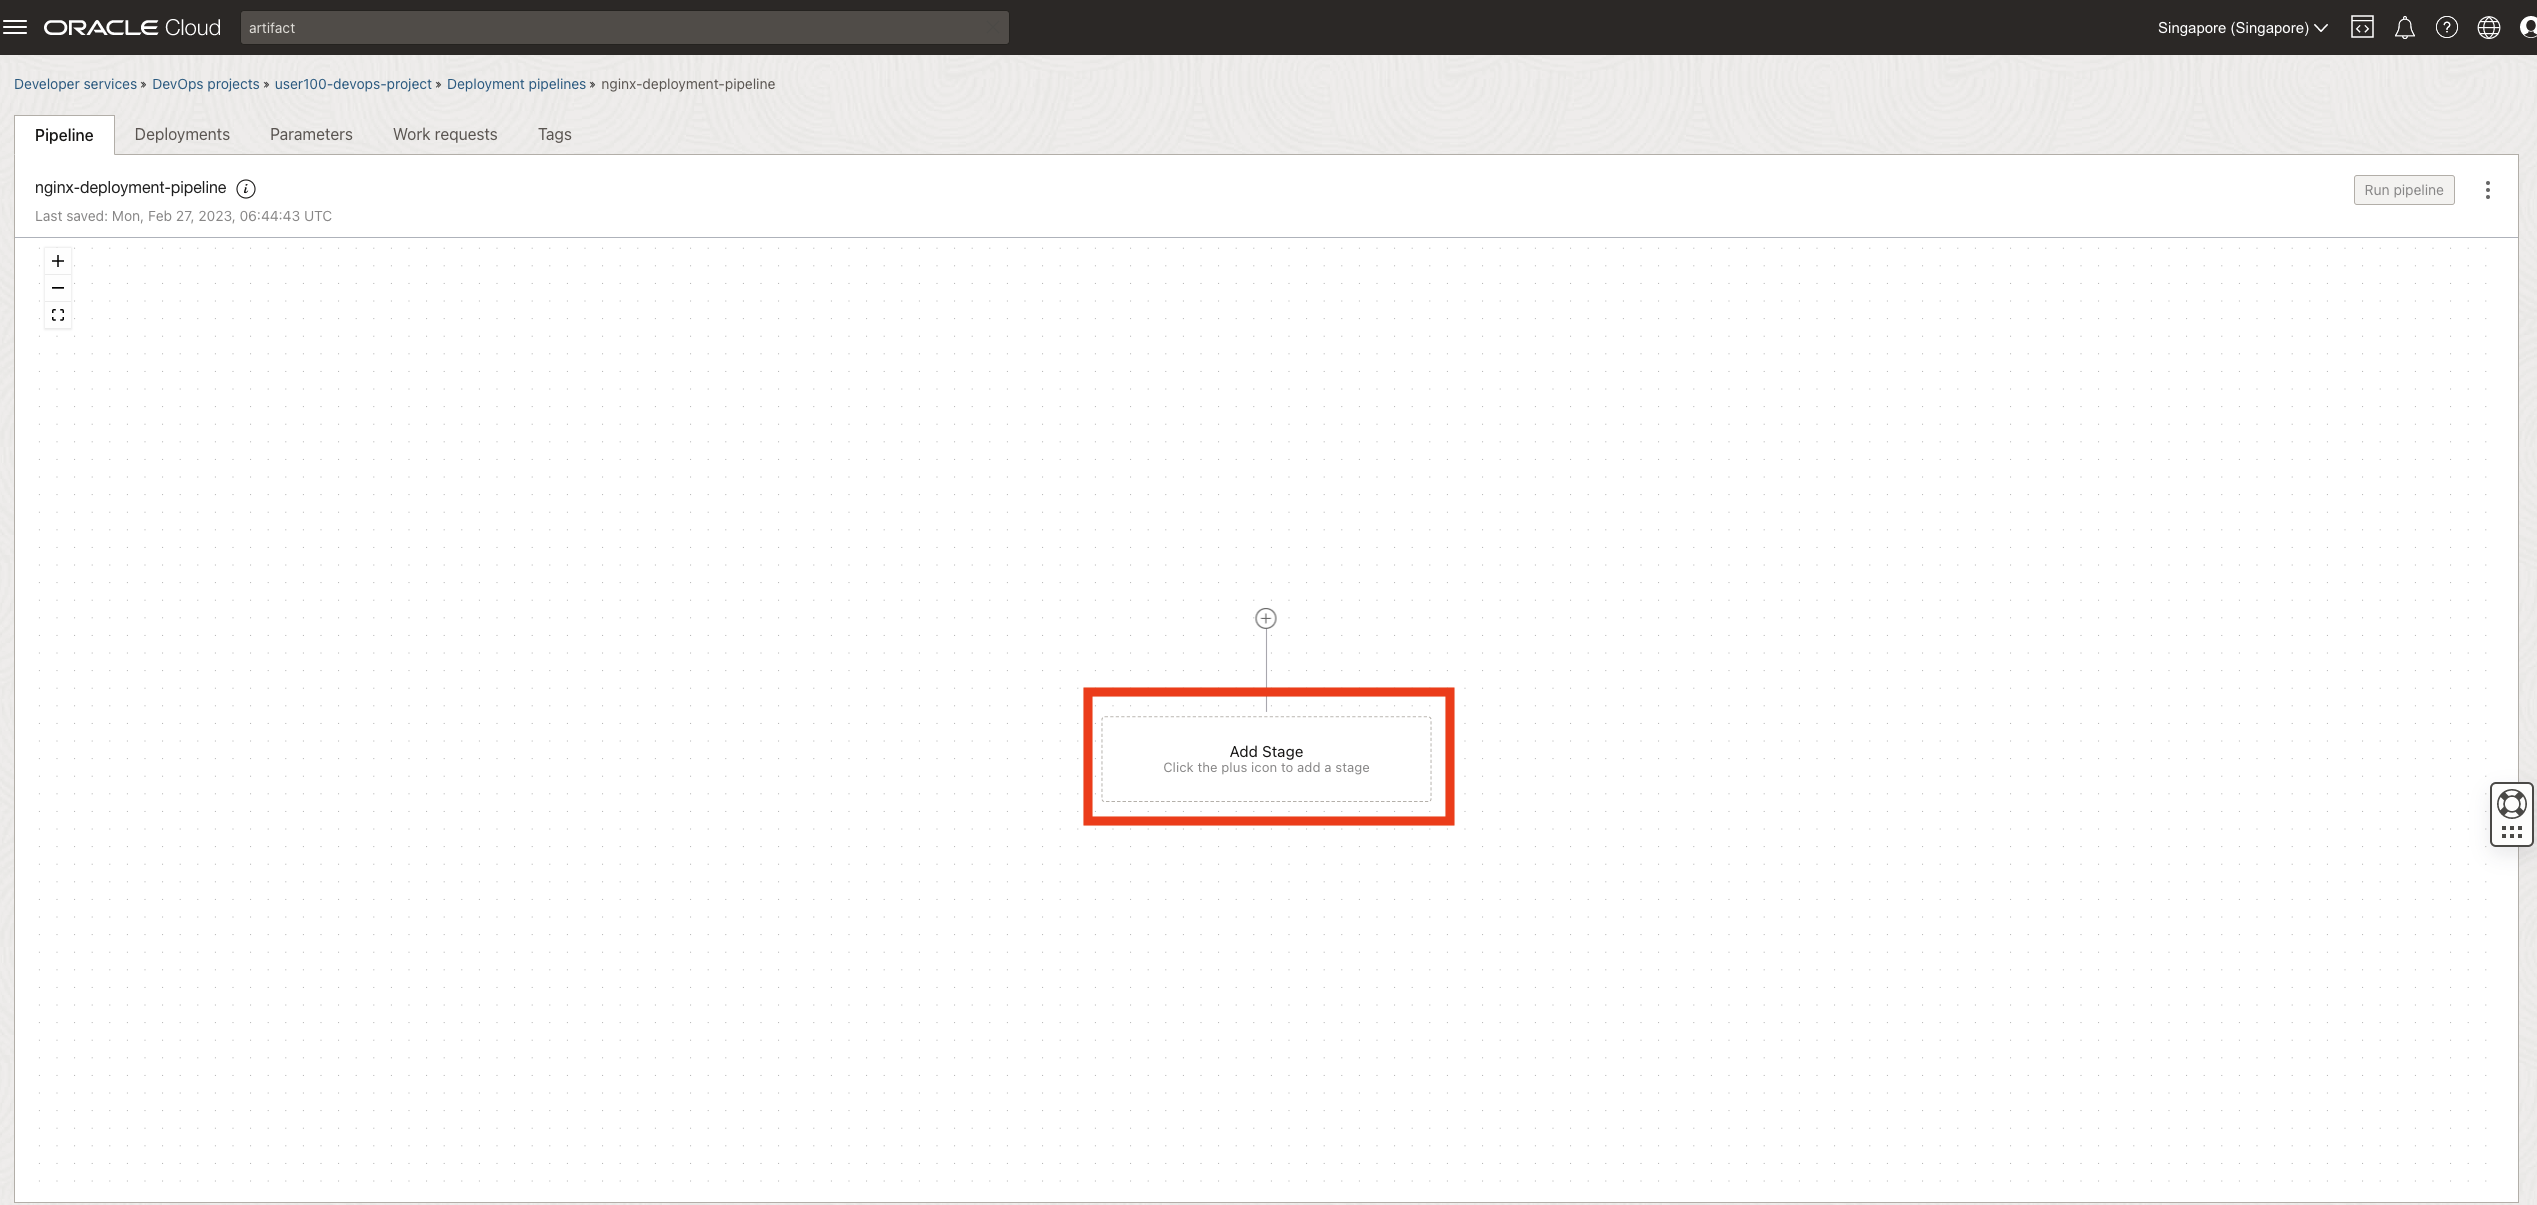 ORACLE Cloud
artifact
Singapore (Singapore)
Developer services » DevOps projects » user100-devops-project » Deployment pipelines » nginx-deployment-pipeline
Pipeline
Deployments
Parameters
Work requests
Tags
nginx-deployment-pipeline
Run pipeline
Last saved: Mon, Feb 27, 2023, 06:44:43 UTC
Add Stage
Click the plus icon to add a stage